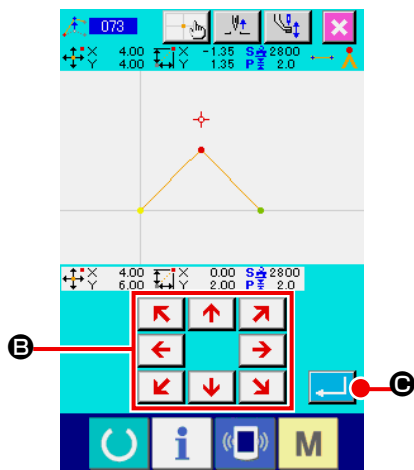 073
X 4.00 X -1.35 S 2800
Y 4.00 Y 1.35 P 2.0
X 4.00 X 0.00 S 2800
Y 6.00 Y 2.00 P 2.0
B
C
i M